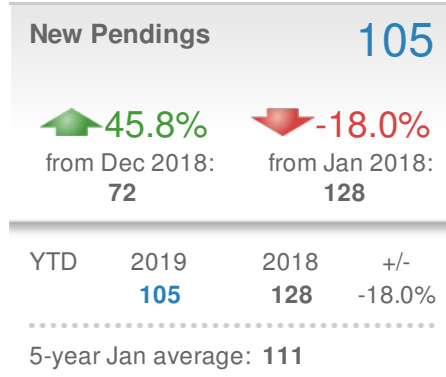 New Pendings 105
45.8% -18.0%
from Dec 2018: from Jan 2018:
72 128
YTD 2019 2018 +/-
105 128 -18.0%
5-year Jan average: 111